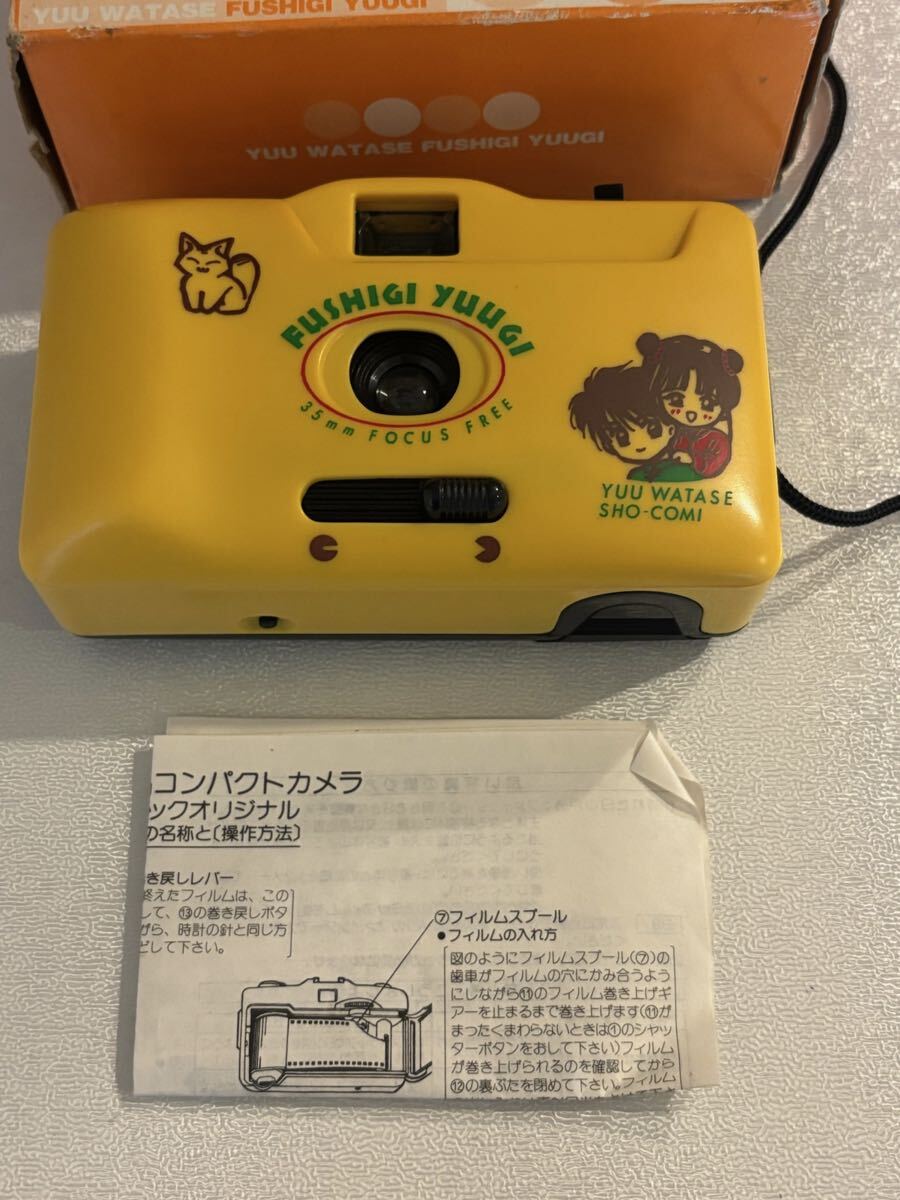 YUU WATASE FUSHIGI YUUGI
YUU WATASE FUSHIGI YUUGI
FUSHIGI YUUGI
35mm FOCUS FREE
YUU WATASE
SHO-COMI
コンパクトカメラ
ックオリジナル
の名称と〔操作方法〕
き戻しレバー
終えたフィルムは、この
して、⑬の巻き戻しボタ
がら、時計の針と同じ方
どして下さい。
⑦フィルムスプール
●フィルムの入れ方
図のようにフィルムスプール(⑦)の
歯車がフィルムの穴にかみ合うよう
にしながら⑪のフィルム巻き上げギ
アーを止まるまで巻き上げます(⑪が
まったくまわらないときは①のシャッ
ターボタンをおして下さい)フィルム
が巻き上げられるのを確認してから
⑫の裏ぶたを閉めて下さい。フィルム